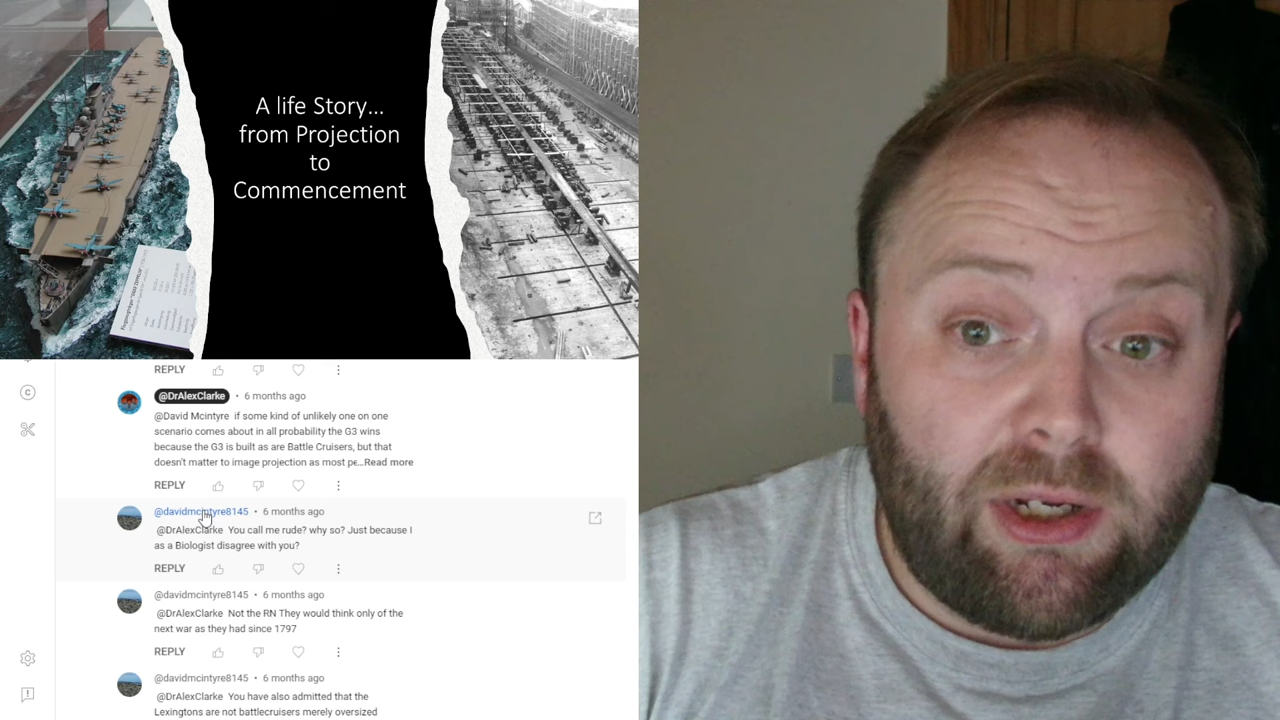 A life Story...
from Projection
to
Commencement
REPLY
@DrAlexClarke • 6 months ago
@David Mcintyre if some kind of unlikely one on one
scenario comes about in all probability the G3 wins
because the G3 is built as are Battle Cruisers, but that
doesn't matter to image projection as most pe...Read more
REPLY
@davidmcintyre8145 • 6 months ago
@DrAlexClarke You call me rude? why so? Just because I
as a Biologist disagree with you?
REPLY
@davidmcintyre8145 • 6 months ago
@DrAlexClarke Not the RN They would think only of the
next war as they had since 1797
REPLY
@davidmcintyre8145 • 6 months ago
@DrAlexClarke You have also admitted that the
Lexingtons are not battlecruisers merely oversized